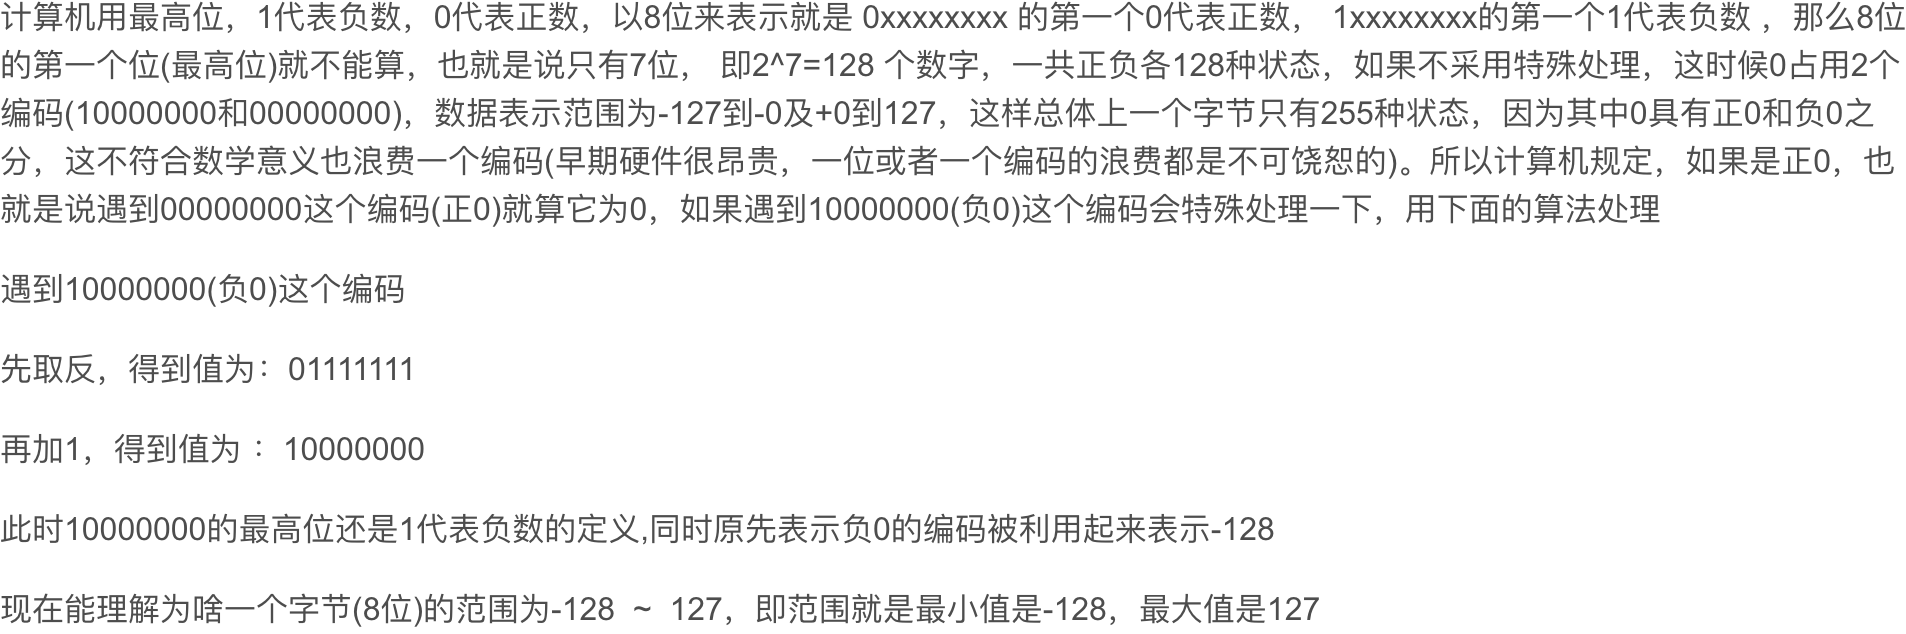 计算机用最高位，1代表负数，0代表正数，以8位来表示就是 0xxxxxxxx 的第一个0代表正数， 1xxxxxxxx的第一个1代表负数 ，那么8位
的第一个位(最高位)就不能算，也就是说只有7位， 即2^7=128 个数字，一共正负各128种状态，如果不采用特殊处理，这时候0占用2个
编码(10000000和00000000)，数据表示范围为-127到-0及+0到127，这样总体上一个字节只有255种状态，因为其中0具有正0和负0之
分，这不符合数学意义也浪费一个编码(早期硬件很昂贵，一位或者一个编码的浪费都是不可饶恕的)。所以计算机规定，如果是正0，也
就是说遇到00000000这个编码(正0)就算它为0，如果遇到10000000(负0)这个编码会特殊处理一下，用下面的算法处理
遇到10000000(负0)这个编码
先取反，得到值为：01111111
再加1，得到值为 ：10000000
此时10000000的最高位还是1代表负数的定义,同时原先表示负0的编码被利用起来表示-128
现在能理解为啥一个字节(8位)的范围为-128 ~ 127，即范围就是最小值是-128，最大值是127